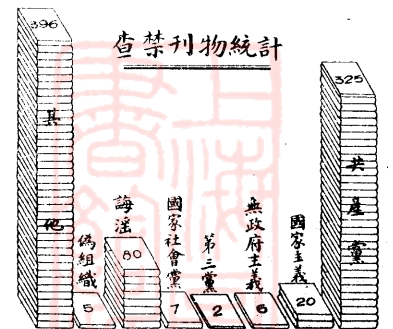 查禁刊物統計
396
其他
偽組織
5
誨淫
80
國家社會黨
7
第三黨
2
無政府主義
6
國家主義
20
325
共產黨